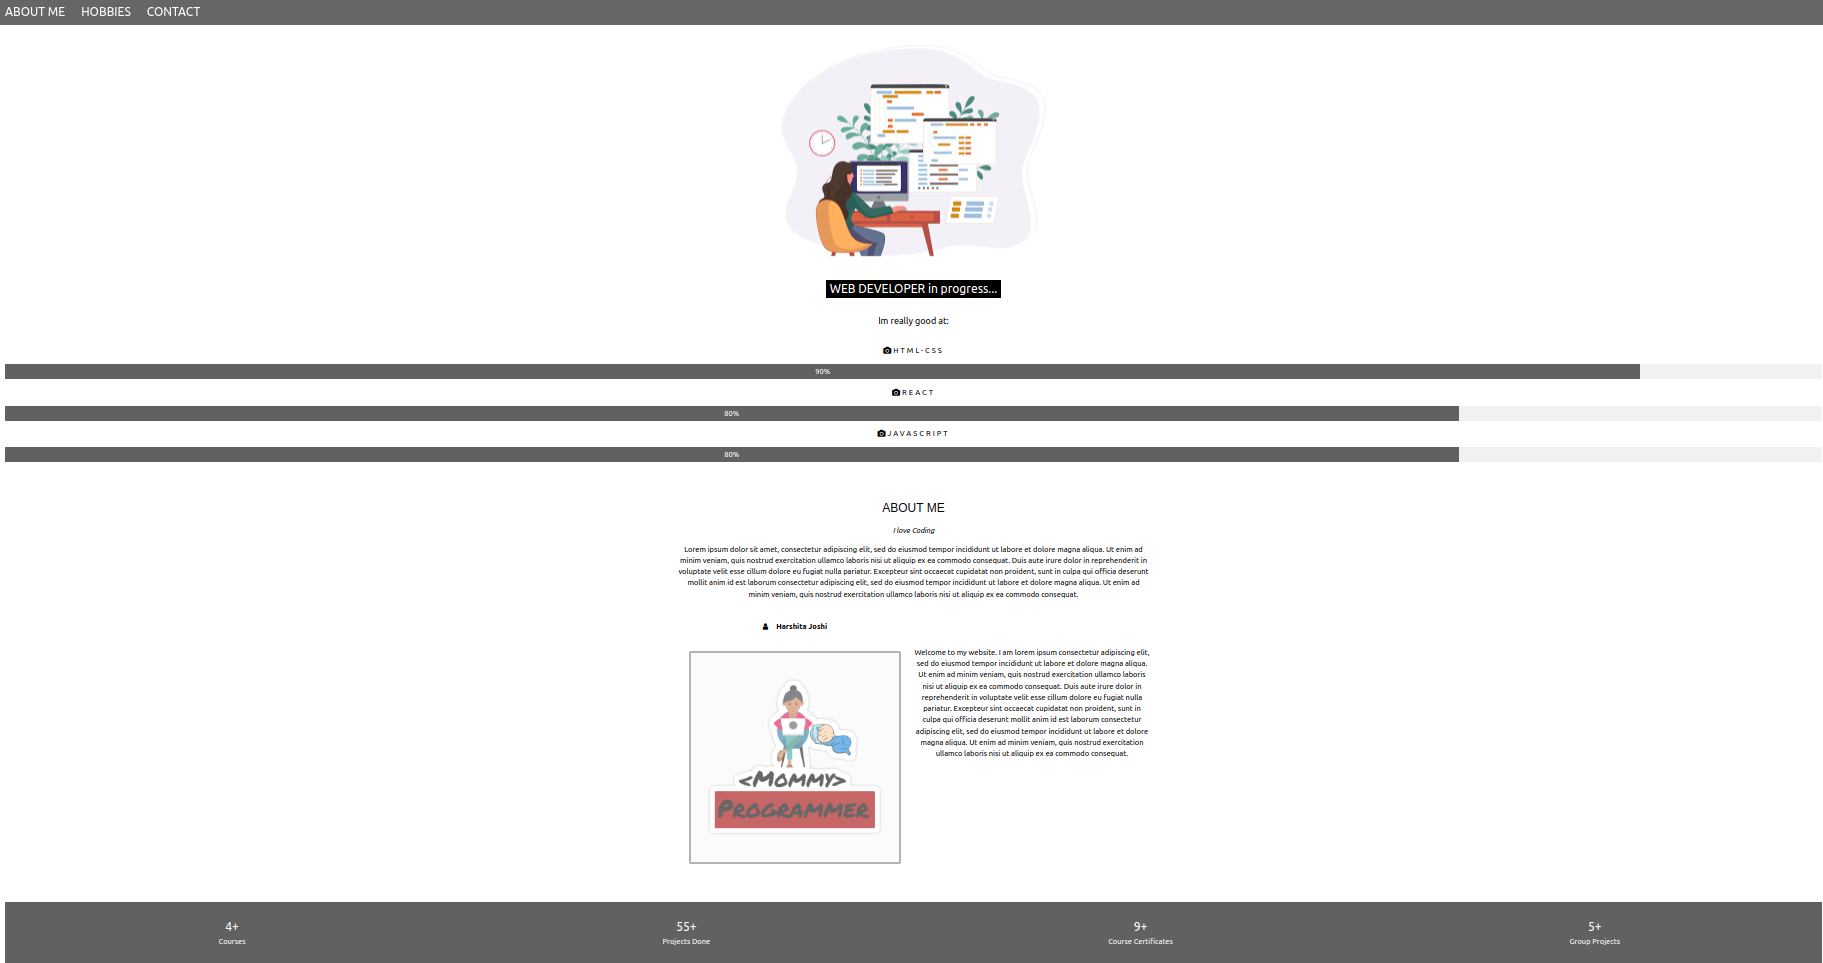 ABOUT ME HOBBIES CONTACT
WEB DEVELOPER in progress...
Im really good at:
HTML-CSS
90%
REACT
80%
JAVASCRIPT
80%
ABOUT ME
I love Coding
Lorem ipsum dolor sit amet, consectetur adipiscing elit, sed do eiusmod tempor incididunt ut labore et dolore magna aliqua. Ut enim ad
minim veniam, quis nostrud exercitation ullamco laboris nisi ut aliquip ex ea commodo consequat. Duis aute irure dolor in reprehenderit in
voluptate velit esse cillum dolore eu fugiat nulla pariatur. Excepteur sint occaecat cupidatat non proident, sunt in culpa qui officia deserunt
mollit anim id est laborum consectetur adipiscing elit, sed do eiusmod tempor incididunt ut labore et dolore magna aliqua. Ut enim ad
minim veniam, quis nostrud exercitation ullamco laboris nisi ut aliquip ex ea commodo consequat.
Harshita Joshi
<Mommy>
Programmer
Welcome to my website. I am lorem ipsum consectetur adipiscing elit,
sed do eiusmod tempor incididunt ut labore et dolore magna aliqua.
Ut enim ad minim veniam, quis nostrud exercitation ullamco laboris
nisi ut aliquip ex ea commodo consequat. Duis aute irure dolor in
reprehenderit in voluptate velit esse cillum dolore eu fugiat nulla
pariatur. Excepteur sint occaecat cupidatat non proident, sunt in
culpa qui officia deserunt mollit anim id est laborum consectetur
adipiscing elit, sed do eiusmod tempor incididunt ut labore et dolore
magna aliqua. Ut enim ad minim veniam, quis nostrud exercitation
ullamco laboris nisi ut aliquip ex ea commodo consequat.
4+
Courses
55+
Projects Done
9+
Course Certificates
5+
Group Projects